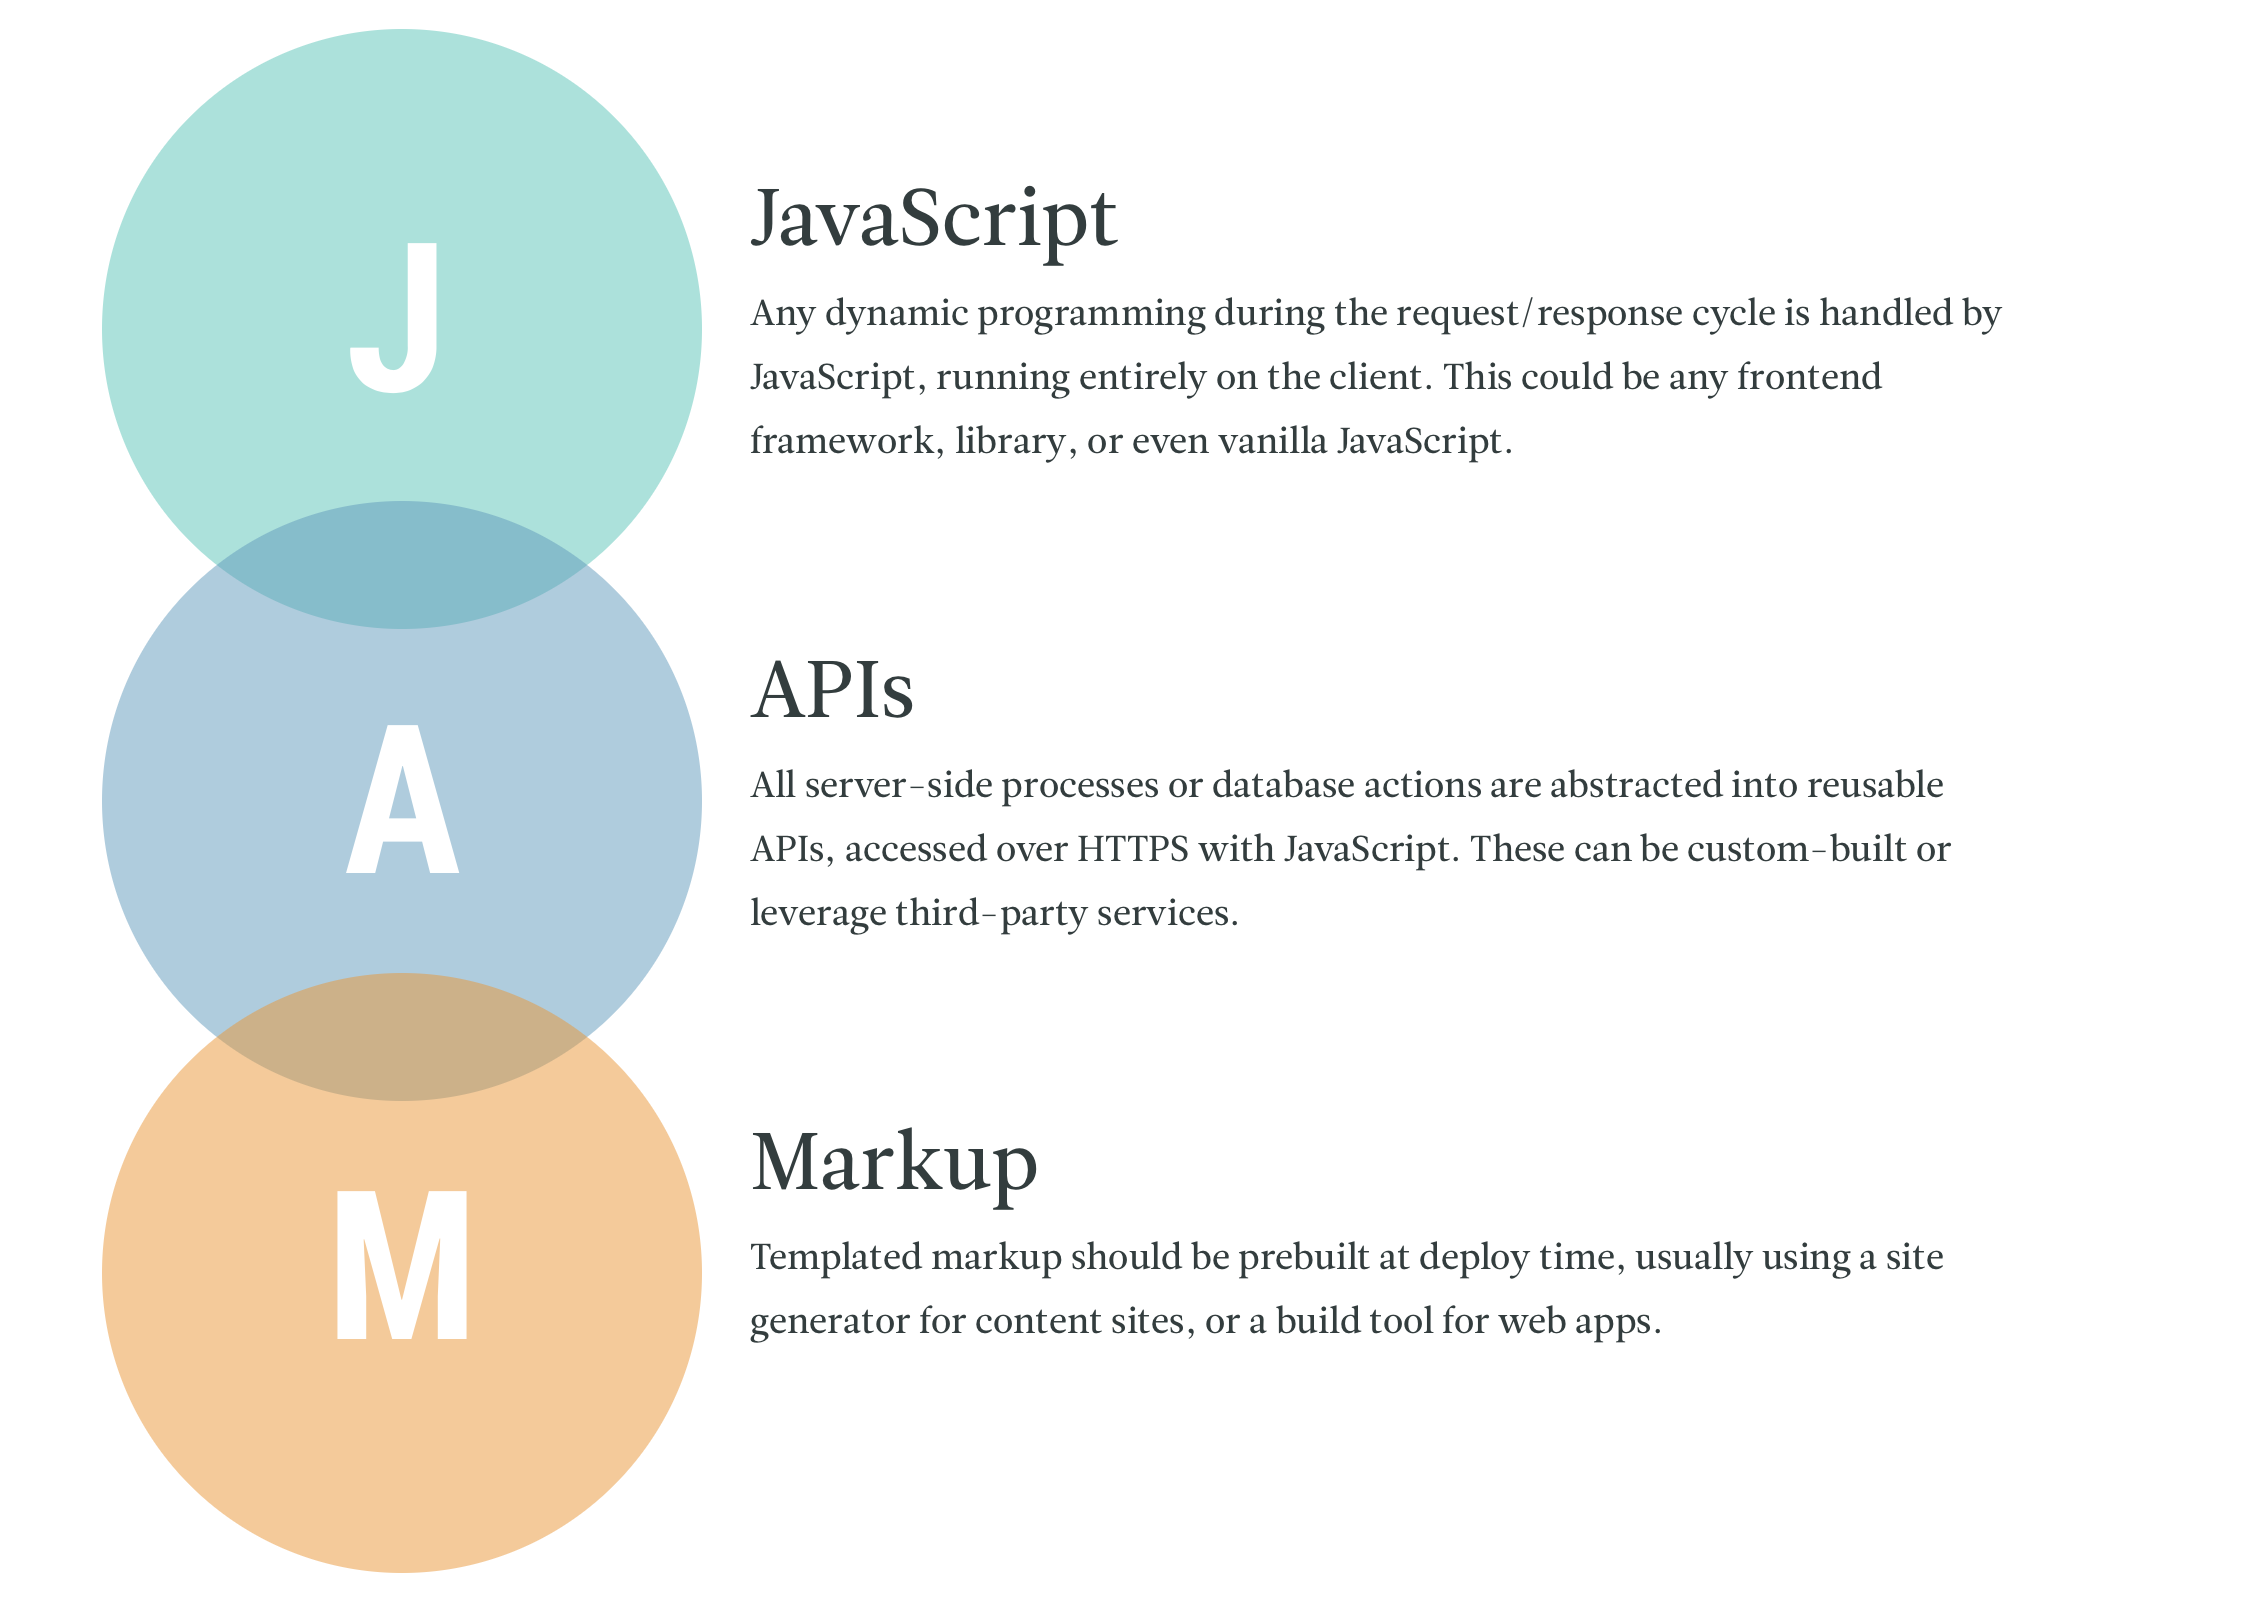 J
JavaScript
Any dynamic programming during the request/response cycle is handled by
JavaScript, running entirely on the client. This could be any frontend
framework, library, or even vanilla JavaScript.
A
APIs
All server-side processes or database actions are abstracted into reusable
APIs, accessed over HTTPS with JavaScript. These can be custom-built or
leverage third-party services.
M
Markup
Templated markup should be prebuilt at deploy time, usually using a site
generator for content sites, or a build tool for web apps.